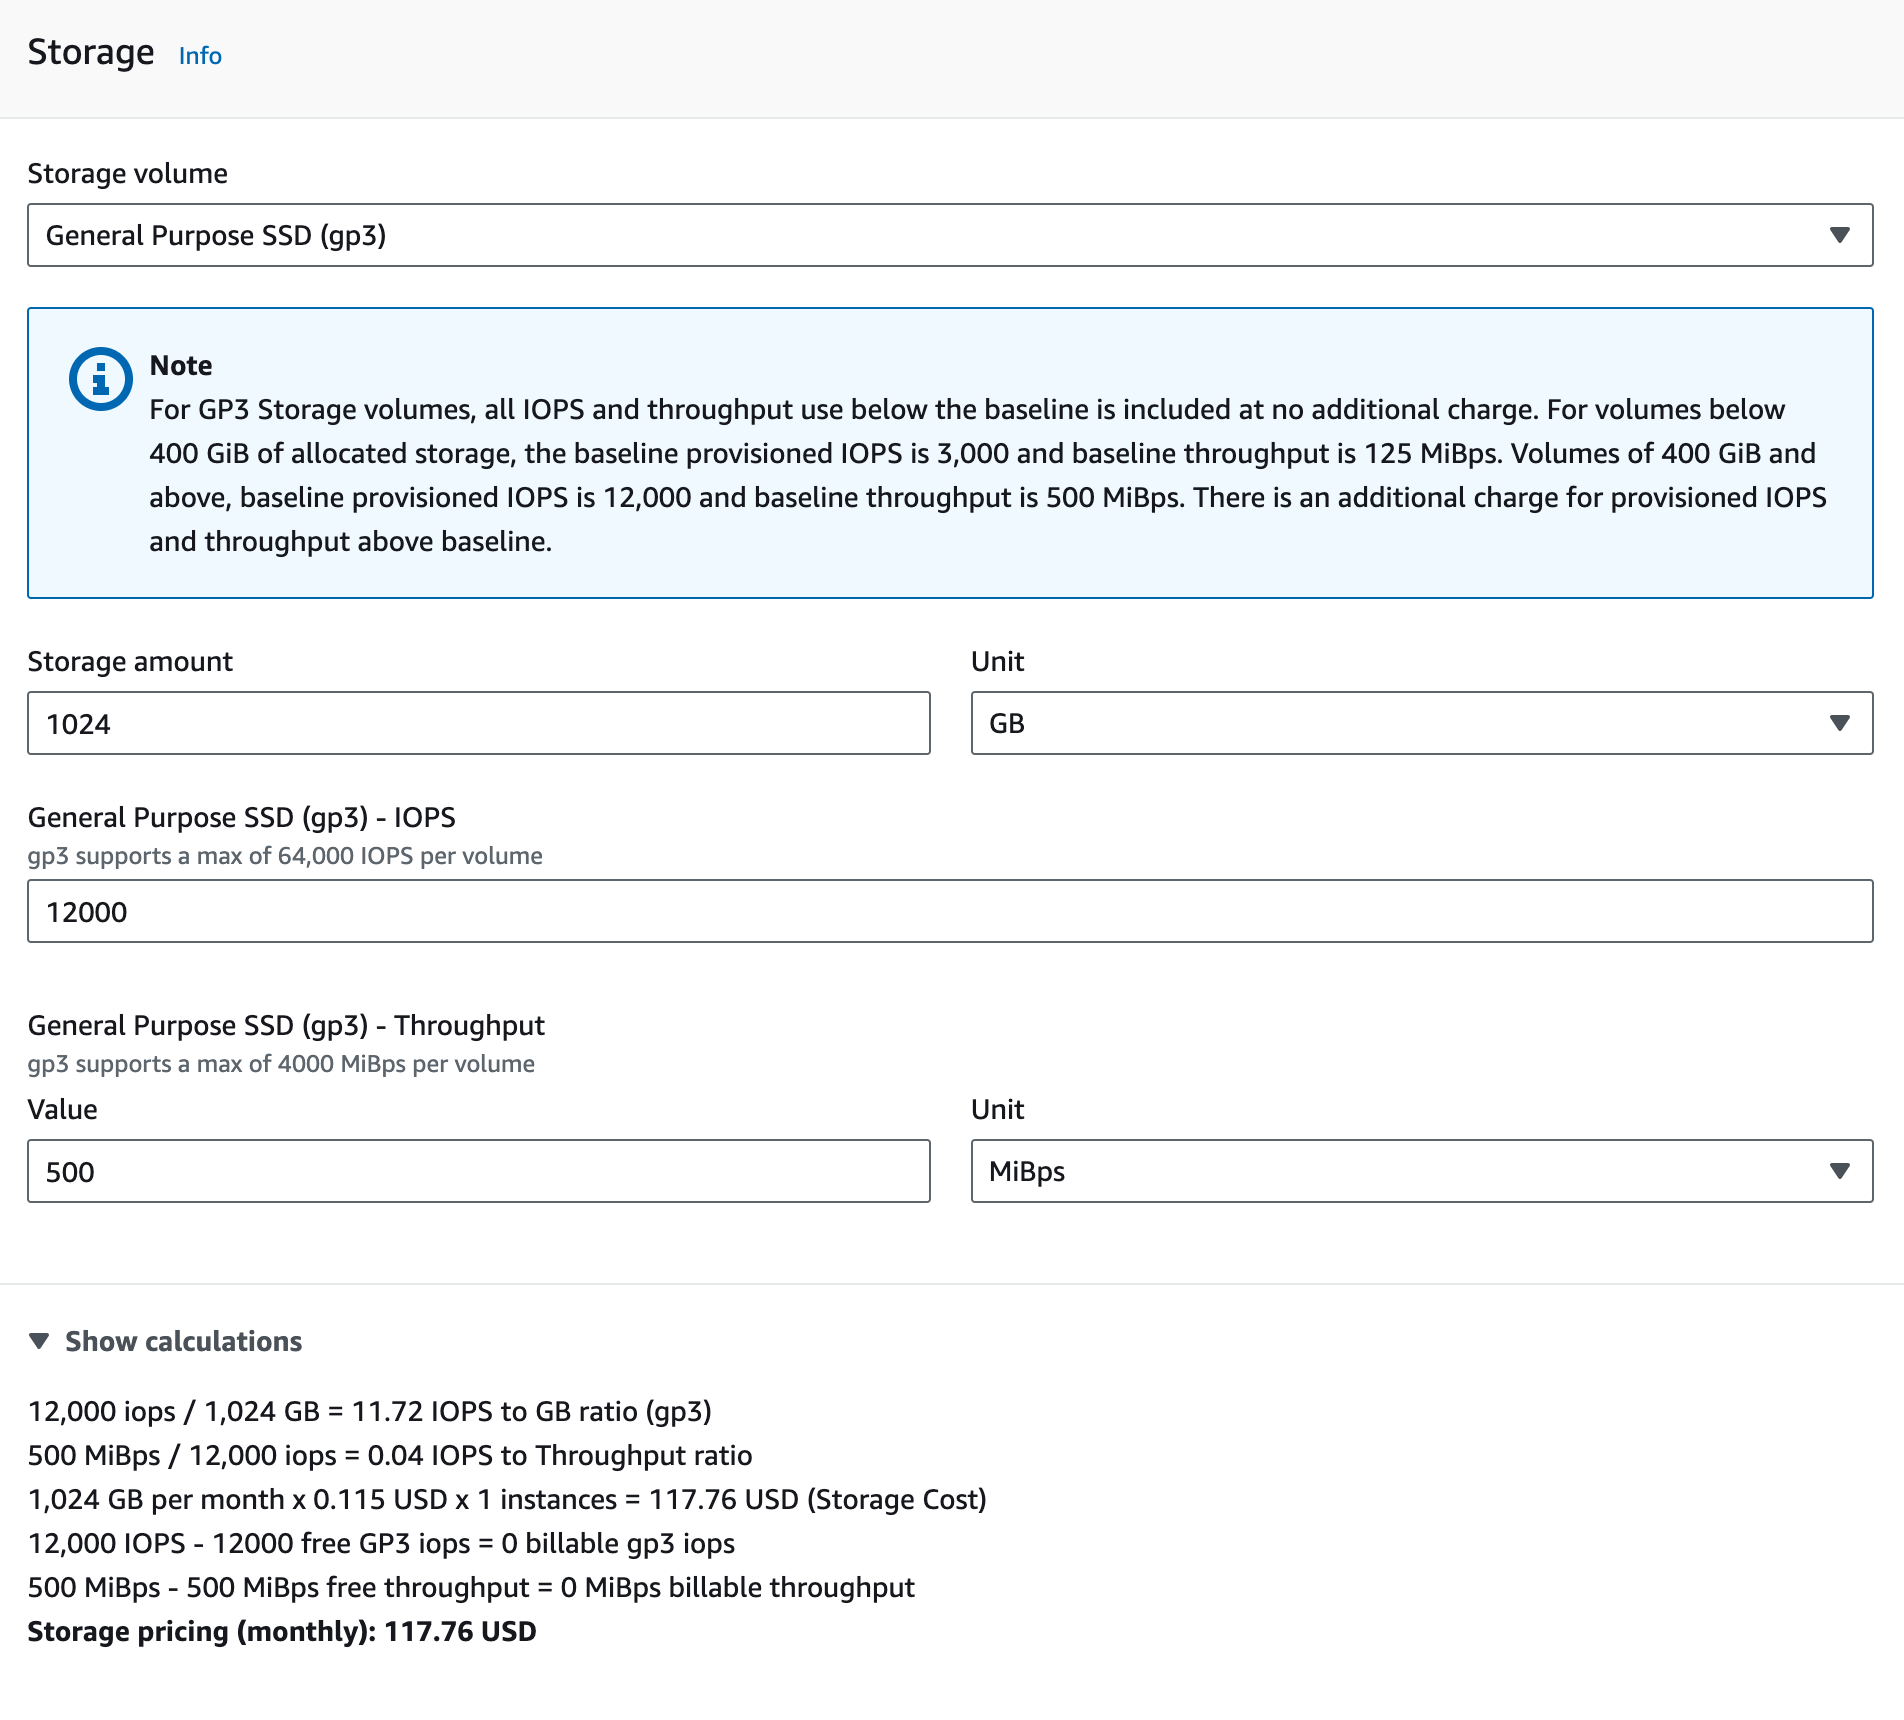 Storage Info
Storage volume
General Purpose SSD (gp3)
Note
For GP3 Storage volumes, all IOPS and throughput use below the baseline is included at no additional charge. For volumes below
400 GiB of allocated storage, the baseline provisioned IOPS is 3,000 and baseline throughput is 125 MiBps. Volumes of 400 GiB and
above, baseline provisioned IOPS is 12,000 and baseline throughput is 500 MiBps. There is an additional charge for provisioned IOPS
and throughput above baseline.
Storage amount
1024
Unit
GB
General Purpose SSD (gp3) - IOPS
gp3 supports a max of 64,000 IOPS per volume
12000
General Purpose SSD (gp3) - Throughput
gp3 supports a max of 4000 MiBps per volume
Value
500
Unit
MiBps
Show calculations
12,000 iops / 1,024 GB = 11.72 IOPS to GB ratio (gp3)
500 MiBps / 12,000 iops = 0.04 IOPS to Throughput ratio
1,024 GB per month x 0.115 USD x 1 instances = 117.76 USD (Storage Cost)
12,000 IOPS - 12000 free GP3 iops = 0 billable gp3 iops
500 MiBps - 500 MiBps free throughput = 0 MiBps billable throughput
Storage pricing (monthly): 117.76 USD